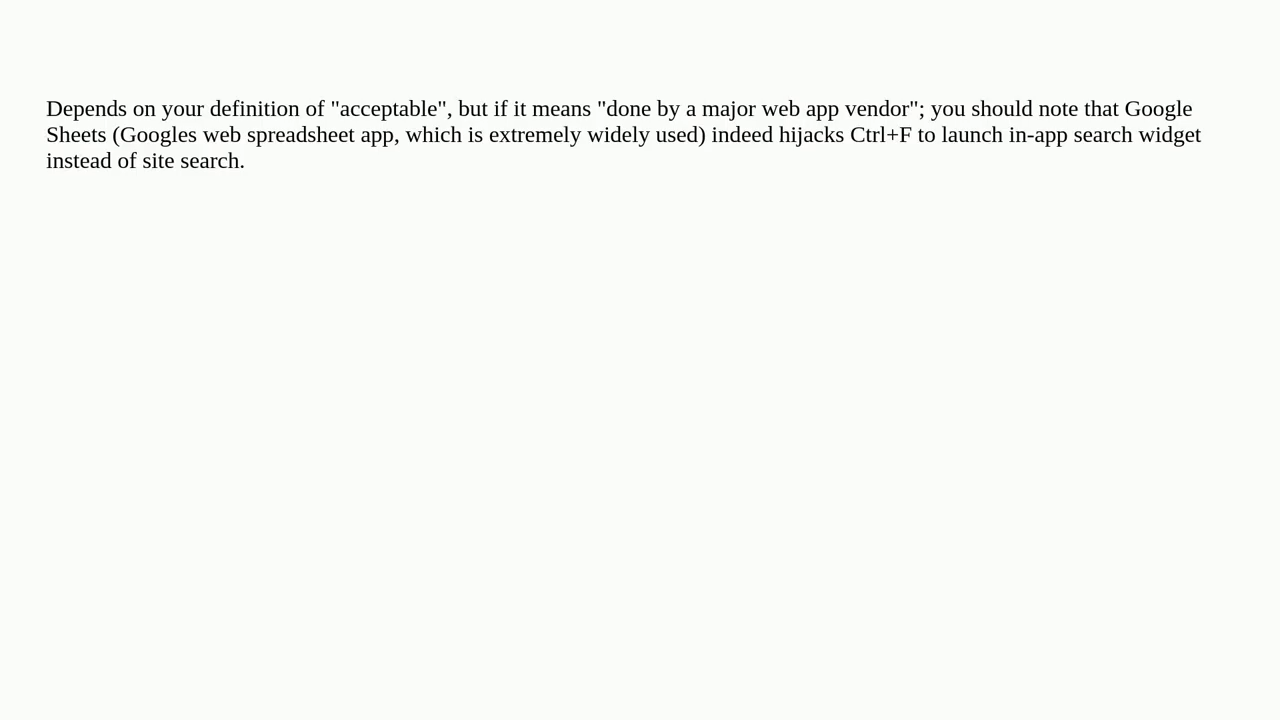 Depends on your definition of "acceptable", but if it means "done by a major web app vendor"; you should note that Google
Sheets (Googles web spreadsheet app, which is extremely widely used) indeed hijacks Ctrl+F to launch in-app search widget
instead of site search.